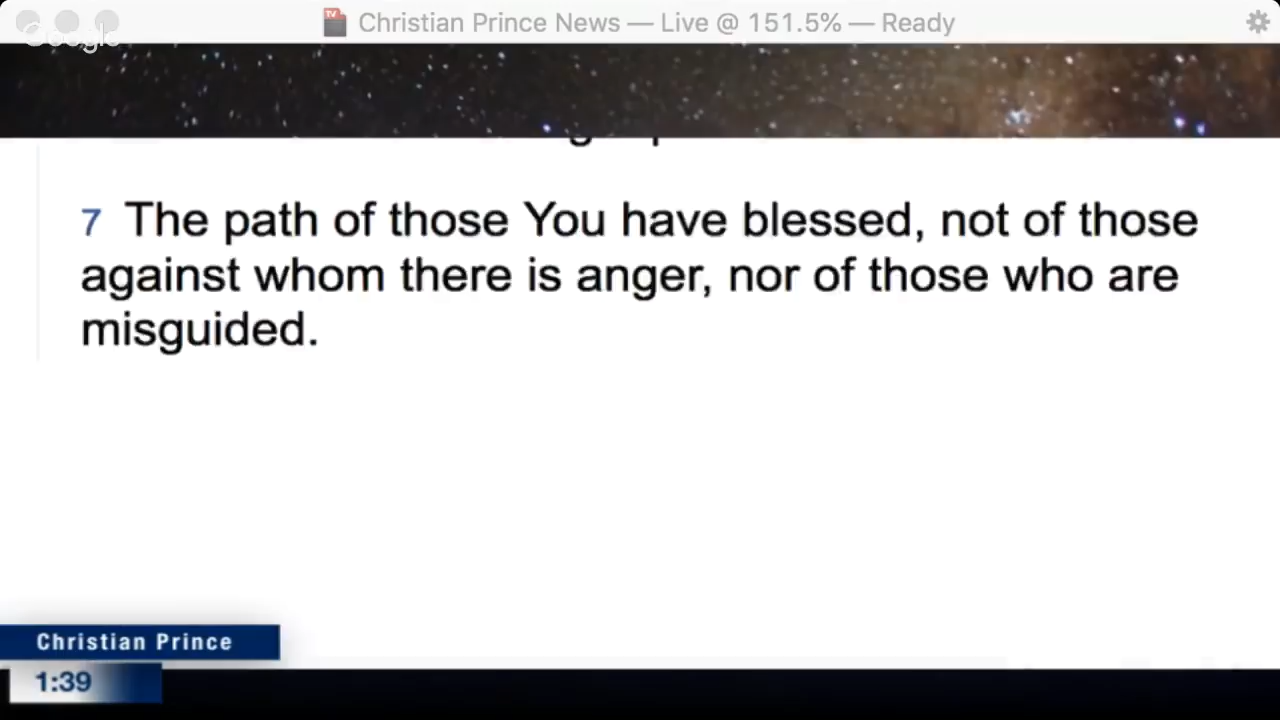 Christian Prince News — Live @ 151.5% — Ready
Google
7 The path of those You have blessed, not of those
against whom there is anger, nor of those who are
misguided.
Christian Prince
1:39